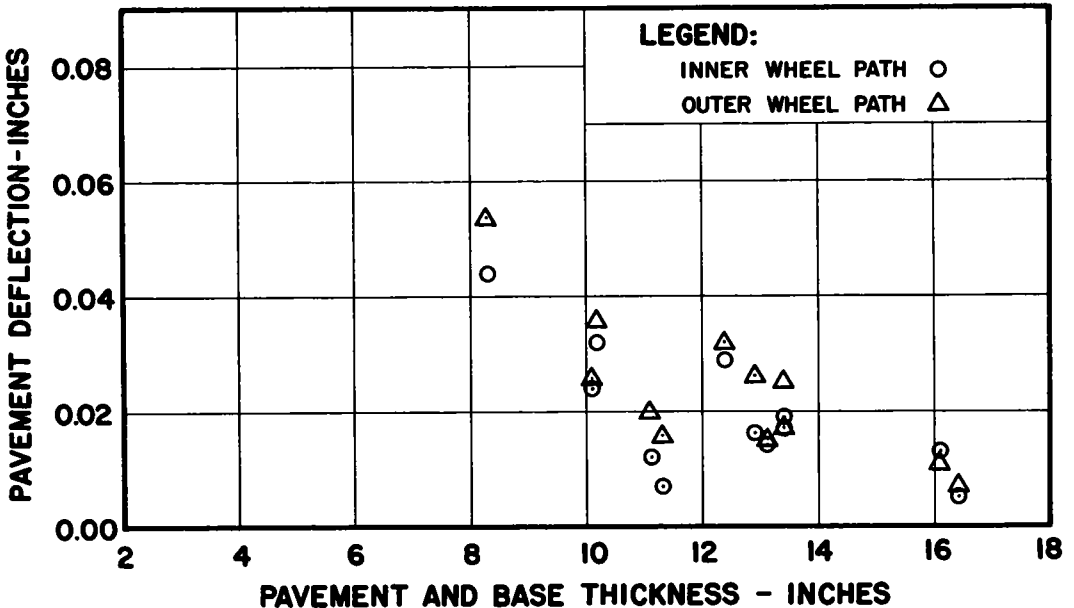 LEGEND:
INNER WHEEL PATH
OUTER WHEEL PATH
PAVEMENT DEFLECTION-INCHES
0.08
0.06
0.04
0.02
0.00
2 4 6 8 10 12 14 16 18
PAVEMENT AND BASE THICKNESS - INCHES